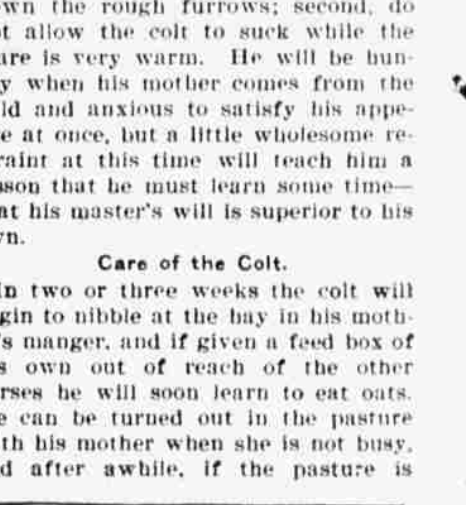 own the rough furrows; second, do
t allow the colt to suck while the
are is very warm. He will be hun-
y when his mother comes from the
ld and anxious to satisfy his appe-
e at once, but a little wholesome re-
raint at this time will teach him a
sson that he must learn some time—
at his master's will is superior to his
vn.
Care of the Colt.
In two or three weeks the colt will
gin to nibble at the hay in his moth-
's manger, and if given a feed box of
s own out of reach of the other
rses he will soon learn to eat oats.
e can be turned out in the pasture
th his mother when she is not busy,
d after awhile, if the pasture is